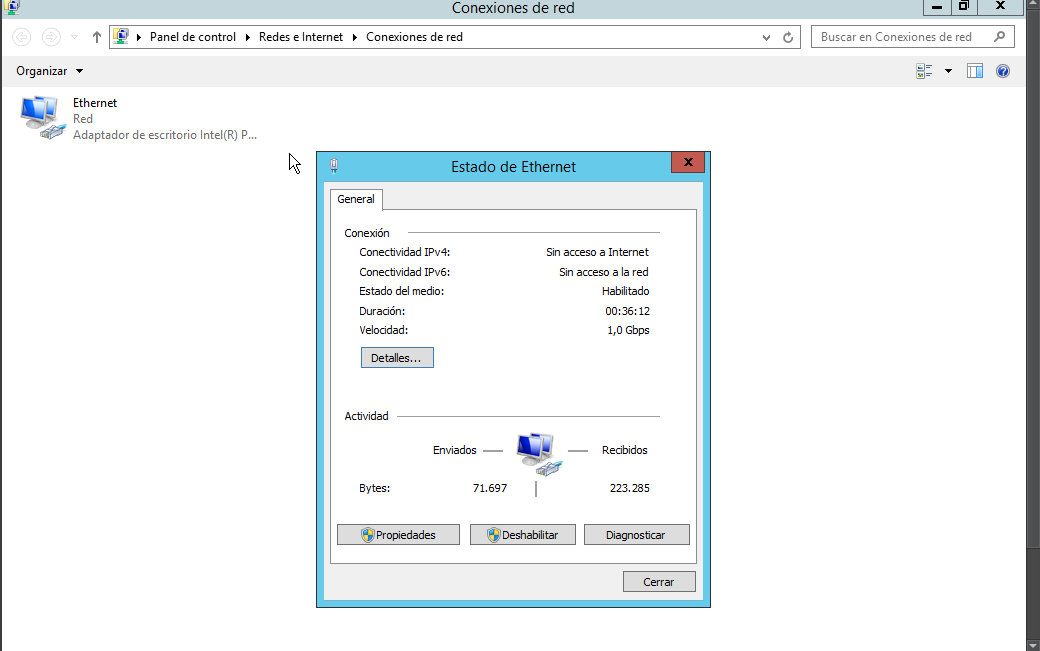 Conexiones de red
Panel de control Redes e Internet Conexiones de red
Buscar en Conexiones de red
Organizar
Ethernet
Red
Adaptador de escritorio Intel(R) P...
Estado de Ethernet
General
Conexión
Conectividad IPv4: Sin acceso a Internet
Conectividad IPv6: Sin acceso a la red
Estado del medio: Habilitado
Duración: 00:36:12
Velocidad: 1,0 Gbps
Detalles...
Actividad
Enviados Recibidos
Bytes: 71.697 223.285
Propiedades Deshabilitar Diagnosticar
Cerrar